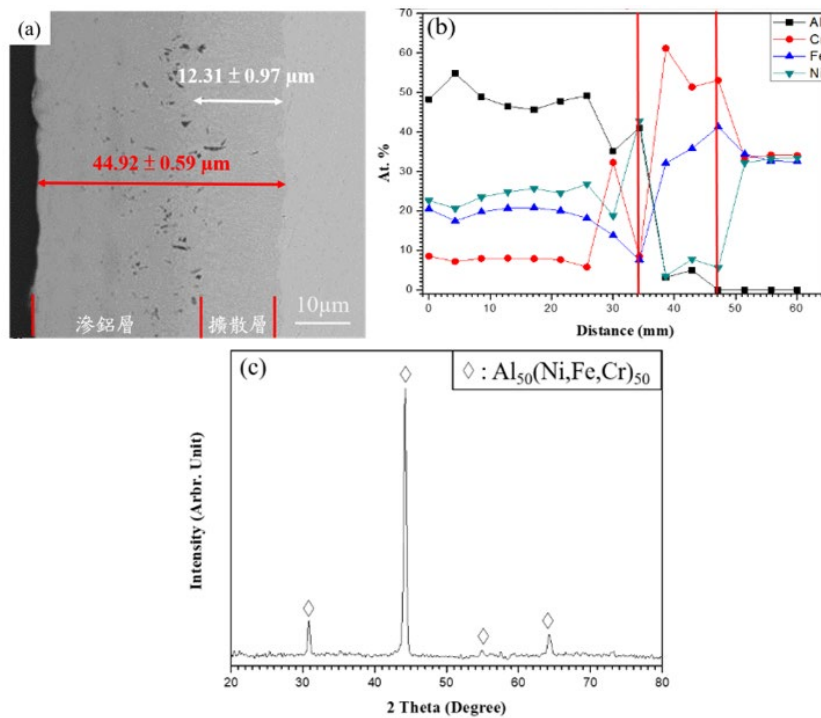 (a)
12.31 ± 0.97 μm
44.92 ± 0.59 μm
10μm
滲鋁層
擴散層
(b)
Al
Fe
At. %
70
60
50
40
30
20
10
0
0 10 20 30 40 50 60
Distance (mm)
(c)
◇ : Al₅₀(Ni,Fe,Cr)₅₀
Intensity (Arbr. Unit)
20 30 40 50 60 70 80
2 Theta (Degree)